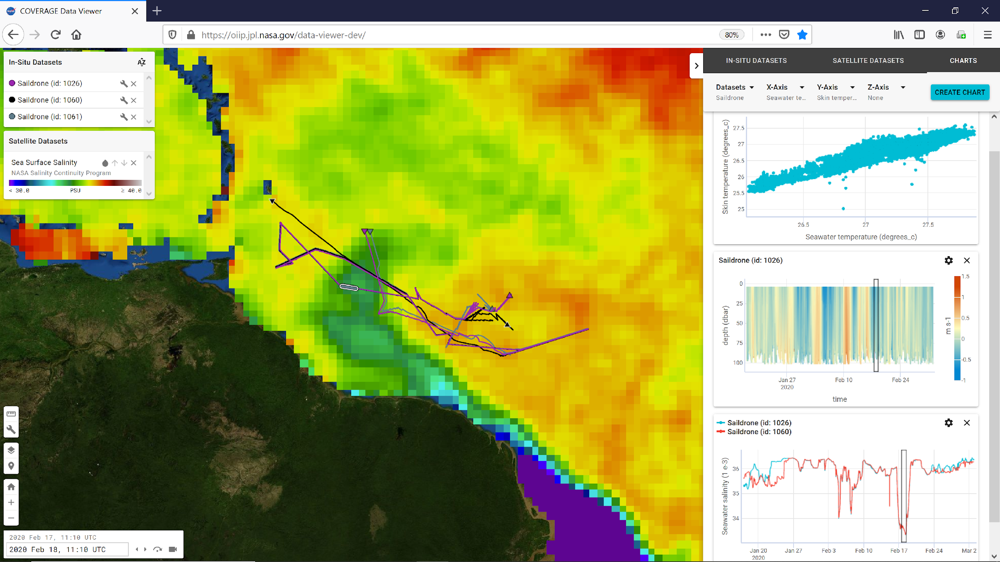 COVERAGE Data Viewer
https://oiip.jpl.nasa.gov/data-viewer-dev/
80%
In-Situ Datasets
AZ
Saildrone (id: 1026)
Saildrone (id: 1060)
Saildrone (id: 1061)
Satellite Datasets
Sea Surface Salinity
NASA Salinity Continuity Program
< 30.0 PSU ≥ 40.0
2020 Feb 17, 11:10 UTC
2020 Feb 18, 11:10 UTC
IN-SITU DATASETS SATELLITE DATASETS CHARTS
Datasets X-Axis Y-Axis Z-Axis
Saildrone Seawater te... Skin temper... None
CREATE CHART
Skin temperature (degrees_c)
27.5
27
26.5
26
25.5
25
26.5 27 27.5
Seawater temperature (degrees_c)
Saildrone (id: 1026)
depth (dbar)
0
25
50
75
100
Jan 27 Feb 10 Feb 24
2020
time
1.5
1
0.5
0
-0.5
-1
m s-1
Saildrone (id: 1026)
Saildrone (id: 1060)
Seawater salinity (1 e-3)
36
35
34
Jan 20 Jan 27 Feb 3 Feb 10 Feb 17 Feb 24 Mar 2
2020